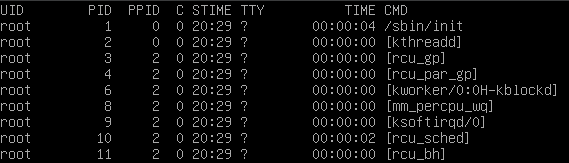 UID PID PPID C STIME TTY TIME CMD
root 1 0 0 20:29 ? 00:00:04 /sbin/init
root 2 0 0 20:29 ? 00:00:00 [kthreadd]
root 3 2 0 20:29 ? 00:00:00 [rcu_gp]
root 4 2 0 20:29 ? 00:00:00 [rcu_par_gp]
root 6 2 0 20:29 ? 00:00:00 [kworker/0:0H-kblockd]
root 8 2 0 20:29 ? 00:00:00 [mm_percpu_wq]
root 9 2 0 20:29 ? 00:00:00 [ksoftirqd/0]
root 10 2 0 20:29 ? 00:00:02 [rcu_sched]
root 11 2 0 20:29 ? 00:00:00 [rcu_bh]